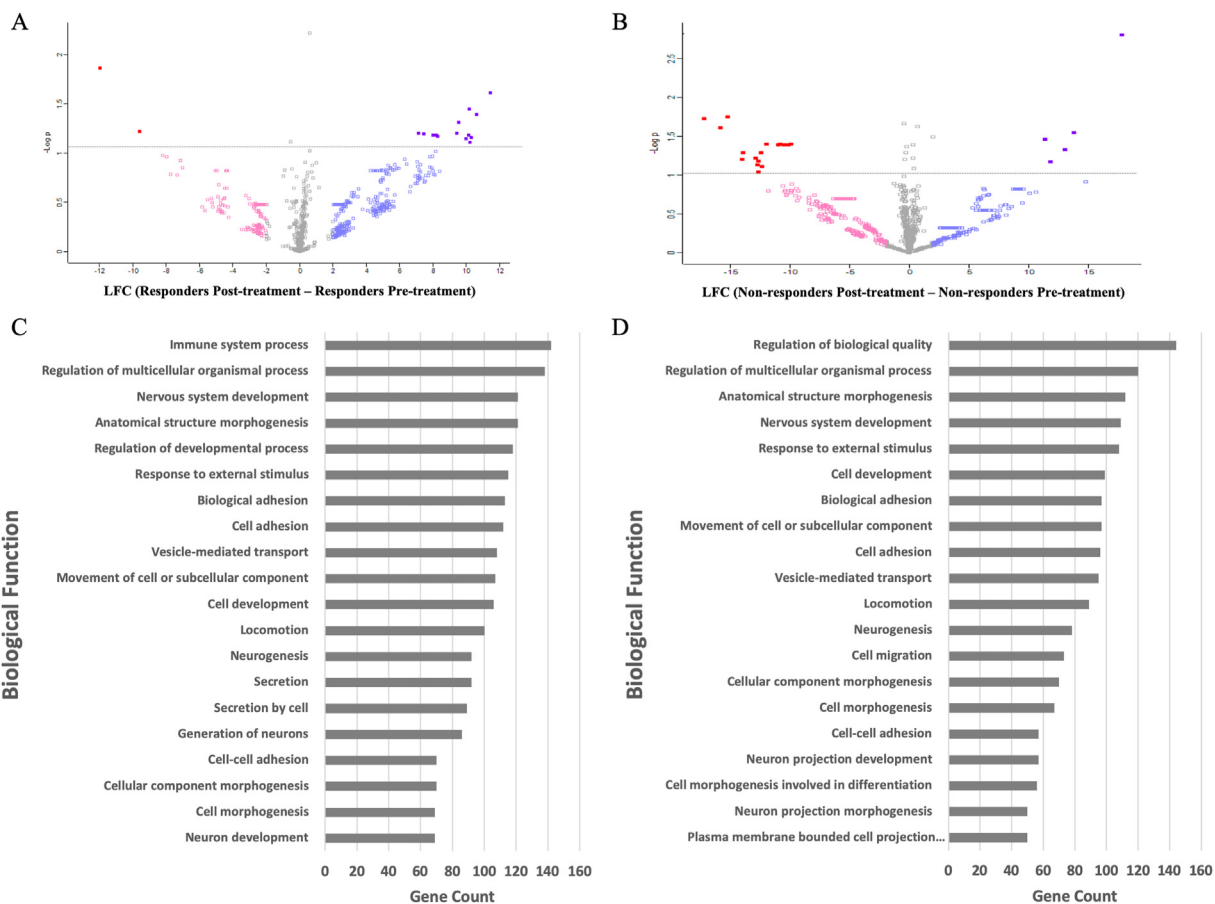 A
2
1.5
1
0.5
0
-Log p
-12
-10
-8
-6
-4
-2
0
2
4
6
8
10
12
LFC (Responders Post-treatment – Responders Pre-treatment)
B
2.5
2
1.5
1
0.5
0
-Log p
-15
-10
-5
0
5
10
15
LFC (Non-responders Post-treatment – Non-responders Pre-treatment)
C
Biological Function
Immune system process
Regulation of multicellular organismal process
Nervous system development
Anatomical structure morphogenesis
Regulation of developmental process
Response to external stimulus
Biological adhesion
Cell adhesion
Vesicle-mediated transport
Movement of cell or subcellular component
Cell development
Locomotion
Neurogenesis
Secretion
Secretion by cell
Generation of neurons
Cell-cell adhesion
Cellular component morphogenesis
Cell morphogenesis
Neuron development
0 20 40 60 80 100 120 140 160
Gene Count
D
Biological Function
Regulation of biological quality
Regulation of multicellular organismal process
Anatomical structure morphogenesis
Nervous system development
Response to external stimulus
Cell development
Biological adhesion
Movement of cell or subcellular component
Cell adhesion
Vesicle-mediated transport
Locomotion
Neurogenesis
Cell migration
Cellular component morphogenesis
Cell morphogenesis
Cell-cell adhesion
Neuron projection development
Cell morphogenesis involved in differentiation
Neuron projection morphogenesis
Plasma membrane bounded cell projection…
0 20 40 60 80 100 120 140 160
Gene Count